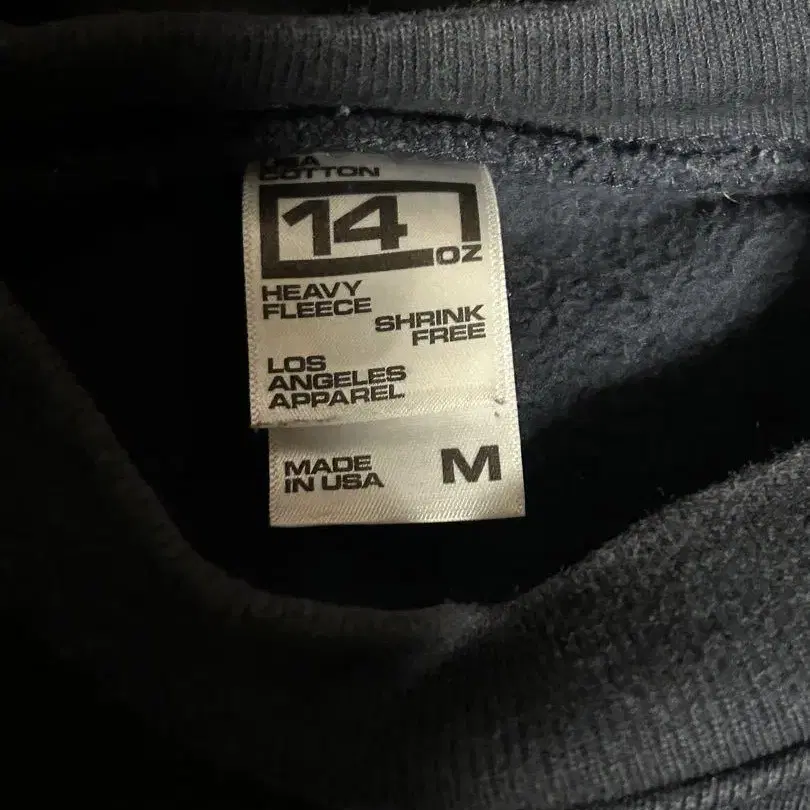 USA
COTTON
14
OZ
HEAVY
FLEECE
SHRINK
FREE
LOS
ANGELES
APPAREL
MADE
IN USA
M